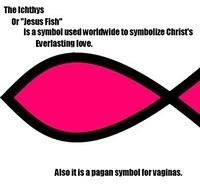 The Ichthys
Or "Jesus Fish"
Is a symbol used worldwide to symbolize Christ's
Everlasting love.
Also it is a pagan symbol for vaginas.